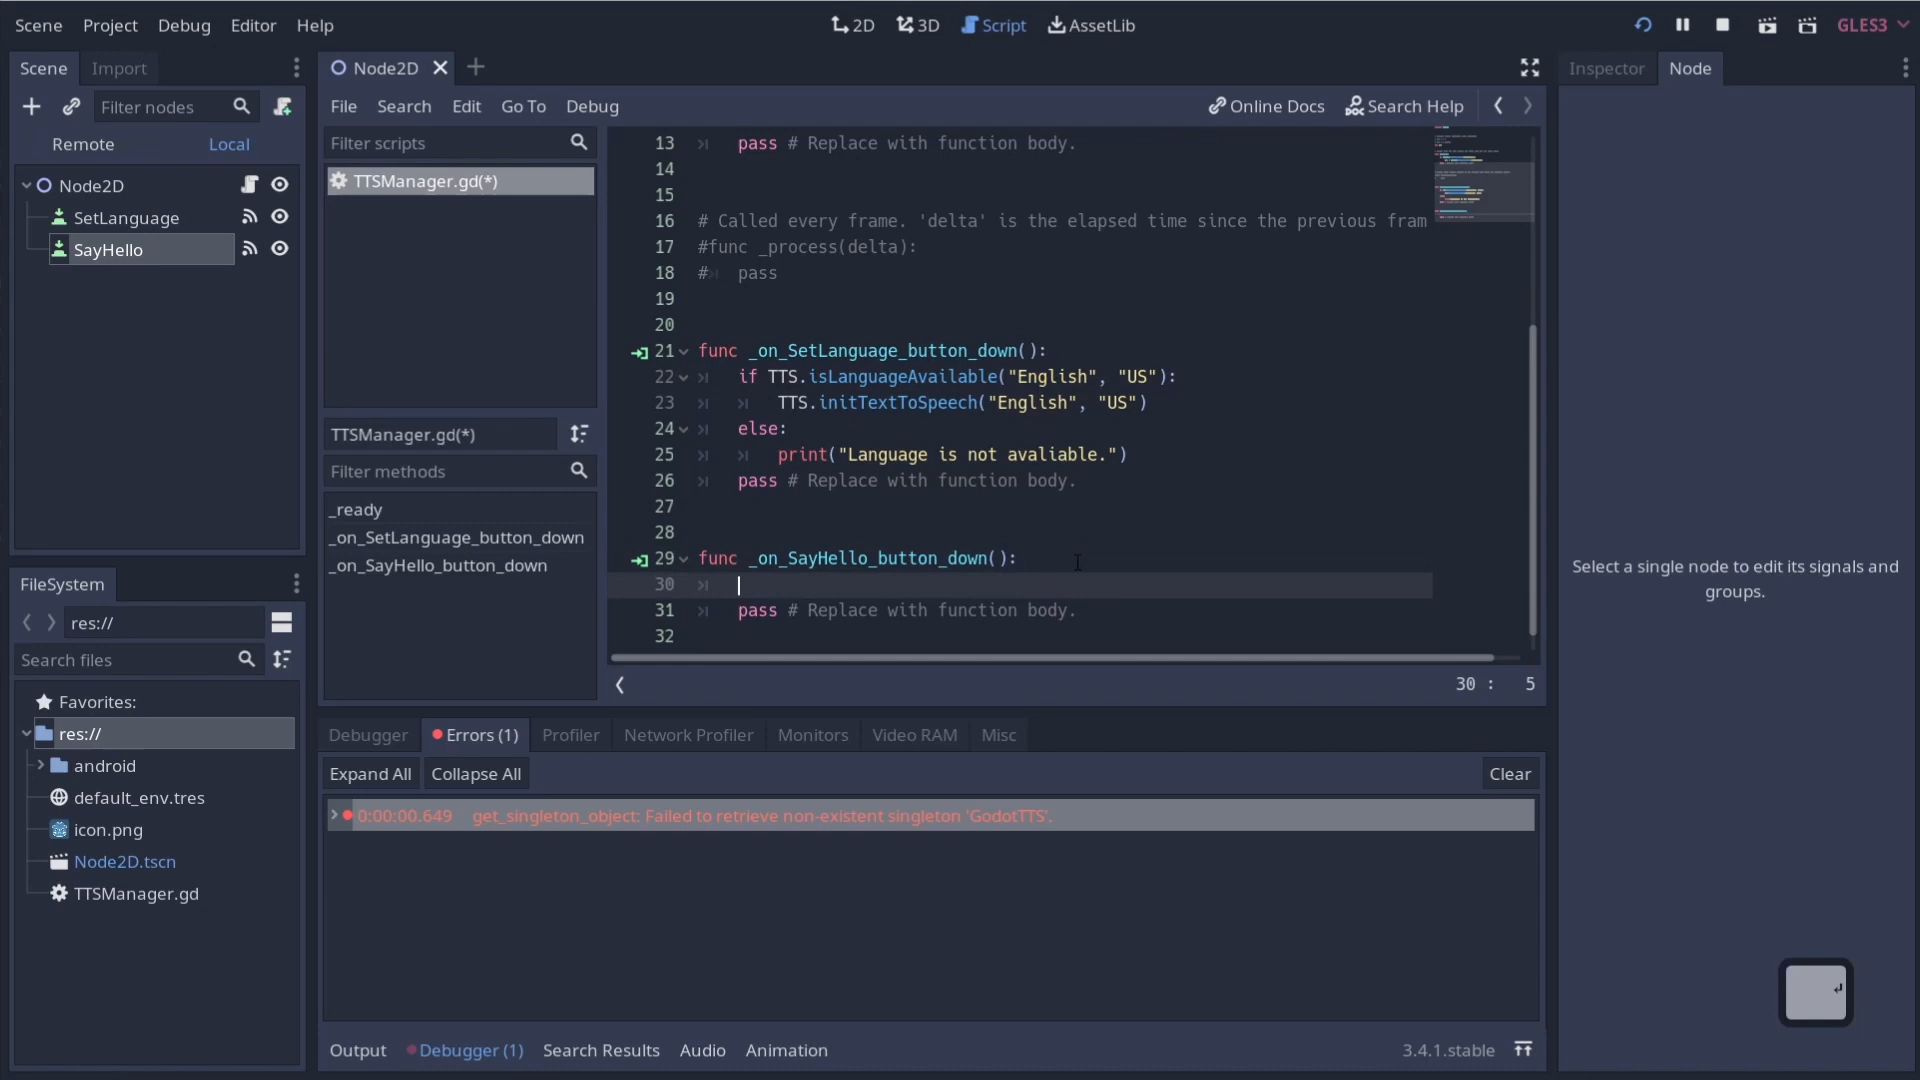 Scene Project Debug Editor Help
2D 3D Script AssetLib
GLES3
Scene Import
Filter nodes
Remote Local
Node2D
SetLanguage
SayHello
FileSystem
res://
Search files
Favorites:
res://
android
default_env.tres
icon.png
Node2D.tscn
TTSManager.gd
Node2D
File Search Edit Go To Debug
Online Docs Search Help
Filter scripts
TTSManager.gd(*)
TTSManager.gd(*)
Filter methods
_ready
_on_SetLanguage_button_down
_on_SayHello_button_down
13 pass # Replace with function body.
14
15
16 # Called every frame. 'delta' is the elapsed time since the previous fram
17 #func _process(delta):
18 # pass
19
20
21 func _on_SetLanguage_button_down():
22 if TTS.isLanguageAvailable("English", "US"):
23 TTS.initTextToSpeech("English", "US")
24 else:
25 print("Language is not avaliable.")
26 pass # Replace with function body.
27
28
29 func _on_SayHello_button_down():
30
31 pass # Replace with function body.
32
30 : 5
Debugger Errors (1) Profiler Network Profiler Monitors Video RAM Misc
Expand All Collapse All Clear
0:00:00.649 get_singleton_object: Failed to retrieve non-existent singleton 'GodotTTS'.
Output Debugger (1) Search Results Audio Animation
3.4.1.stable
Inspector Node
Select a single node to edit its signals and
groups.